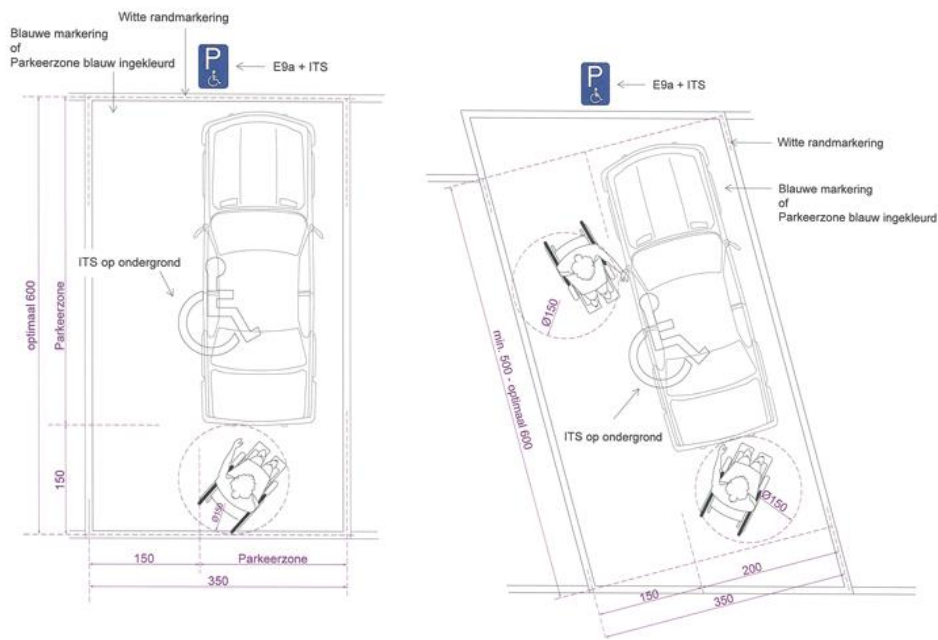 Witte randmarkering
Blauwe markering
of
Parkeerzone blauw ingekleurd
P
E9a + ITS
ITS op ondergrond
optimaal 600
Parkeerzone
150
Ø150
150
Parkeerzone
350
P
E9a + ITS
Witte randmarkering
Blauwe markering
of
Parkeerzone blauw ingekleurd
Ø150
min. 500 - optimaal 600
ITS op ondergrond
Ø150
200
150
350